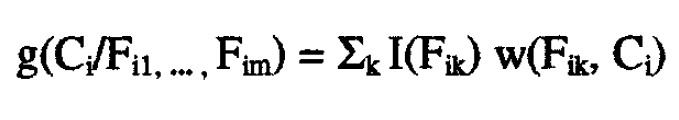 g(Cᵢ/Fᵢ₁, ... , Fᵢₘ) = Σₖ I(Fᵢₖ) w(Fᵢₖ, Cᵢ)